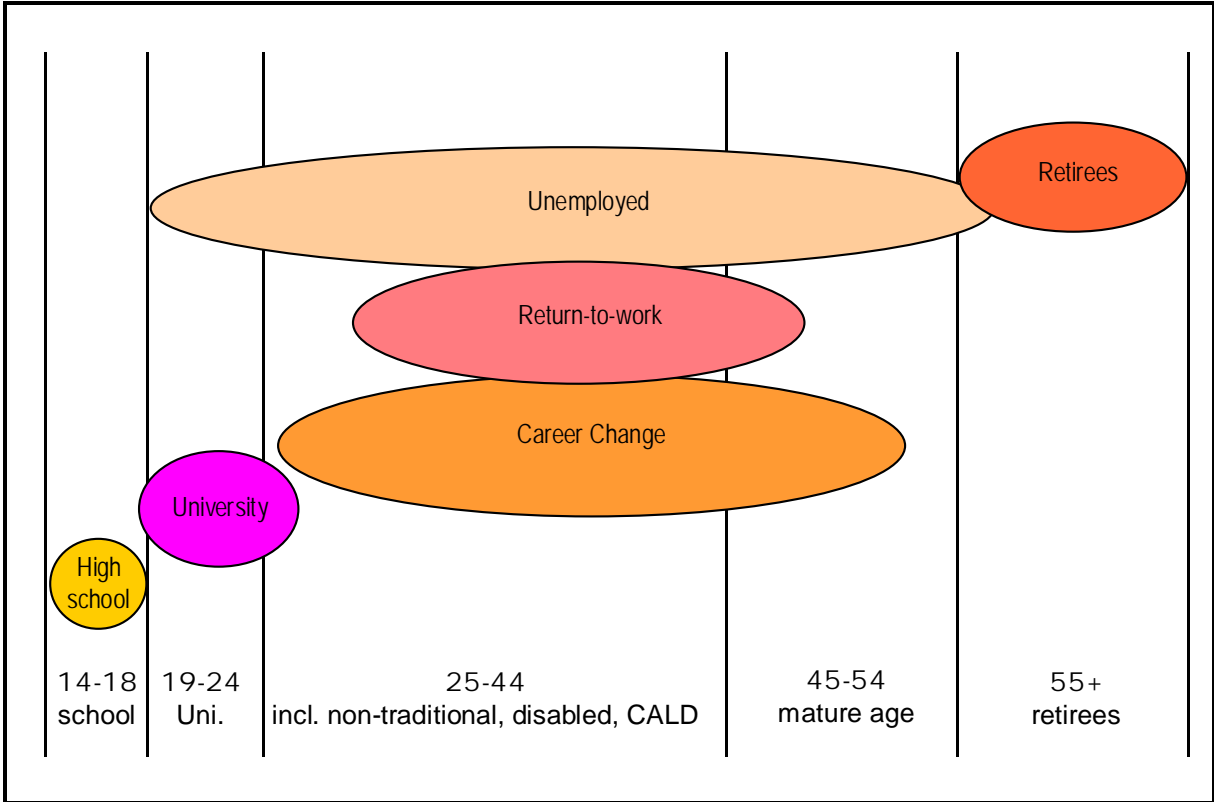 Retirees
Unemployed
Return-to-work
Career Change
University
High
school
14-18
school
19-24
Uni.
25-44
incl. non-traditional, disabled, CALD
45-54
mature age
55+
retirees